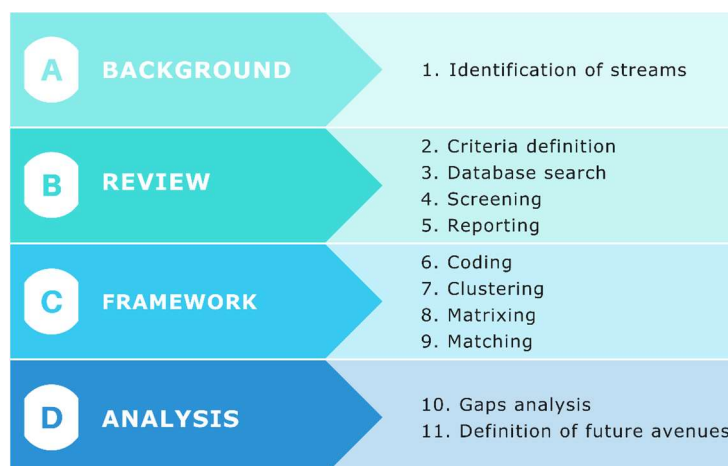 A BACKGROUND
1. Identification of streams
B REVIEW
2. Criteria definition
3. Database search
4. Screening
5. Reporting
C FRAMEWORK
6. Coding
7. Clustering
8. Matrixing
9. Matching
D ANALYSIS
10. Gaps analysis
11. Definition of future avenues